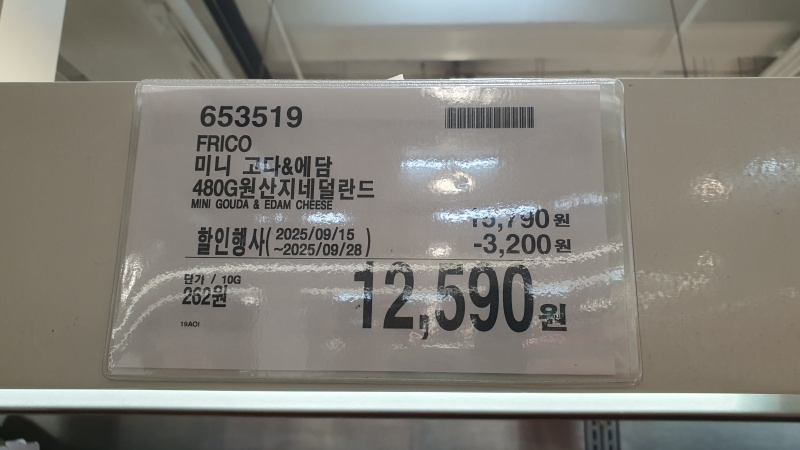 653519
FRICO
미니 고다&에담
480G원산지네덜란드
MINI GOUDA & EDAM CHEESE
15,790 원
할인행사( 2025/09/15 ~2025/09/28 )
-3,200 원
단가 / 10G
262원
12,590 원
19AOI